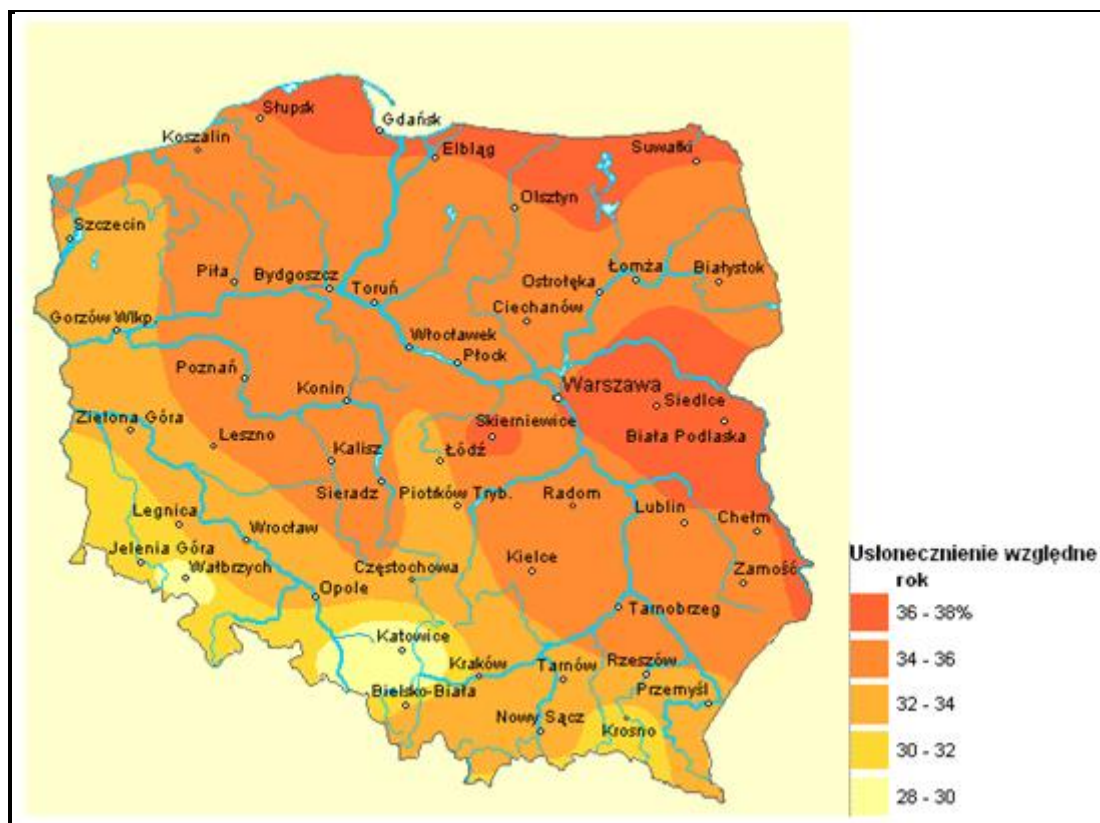 Słupsk
Gdańsk
Koszalin
Elbląg
Suwałki
Olsztyn
Szczecin
Piła
Bydgoszcz
Toruń
Ostrołęka
Łomża
Białystok
Ciechanów
Gorzów Wlkp.
Włocławek
Płock
Poznań
Konin
Warszawa
Siedlce
Zielona Góra
Leszno
Skierniewice
Biała Podlaska
Kalisz
Łódź
Sieradz
Piotrków Tryb.
Radom
Lublin
Chełm
Legnica
Wrocław
Jelenia Góra
Wałbrzych
Częstochowa
Kielce
Zamość
Opole
Tarnobrzeg
Katowice
Kraków
Tarnów
Rzeszów
Bielsko-Biała
Przemyśl
Nowy Sącz
Krosno
Usłonecznienie względne
rok
36 - 38%
34 - 36
32 - 34
30 - 32
28 - 30